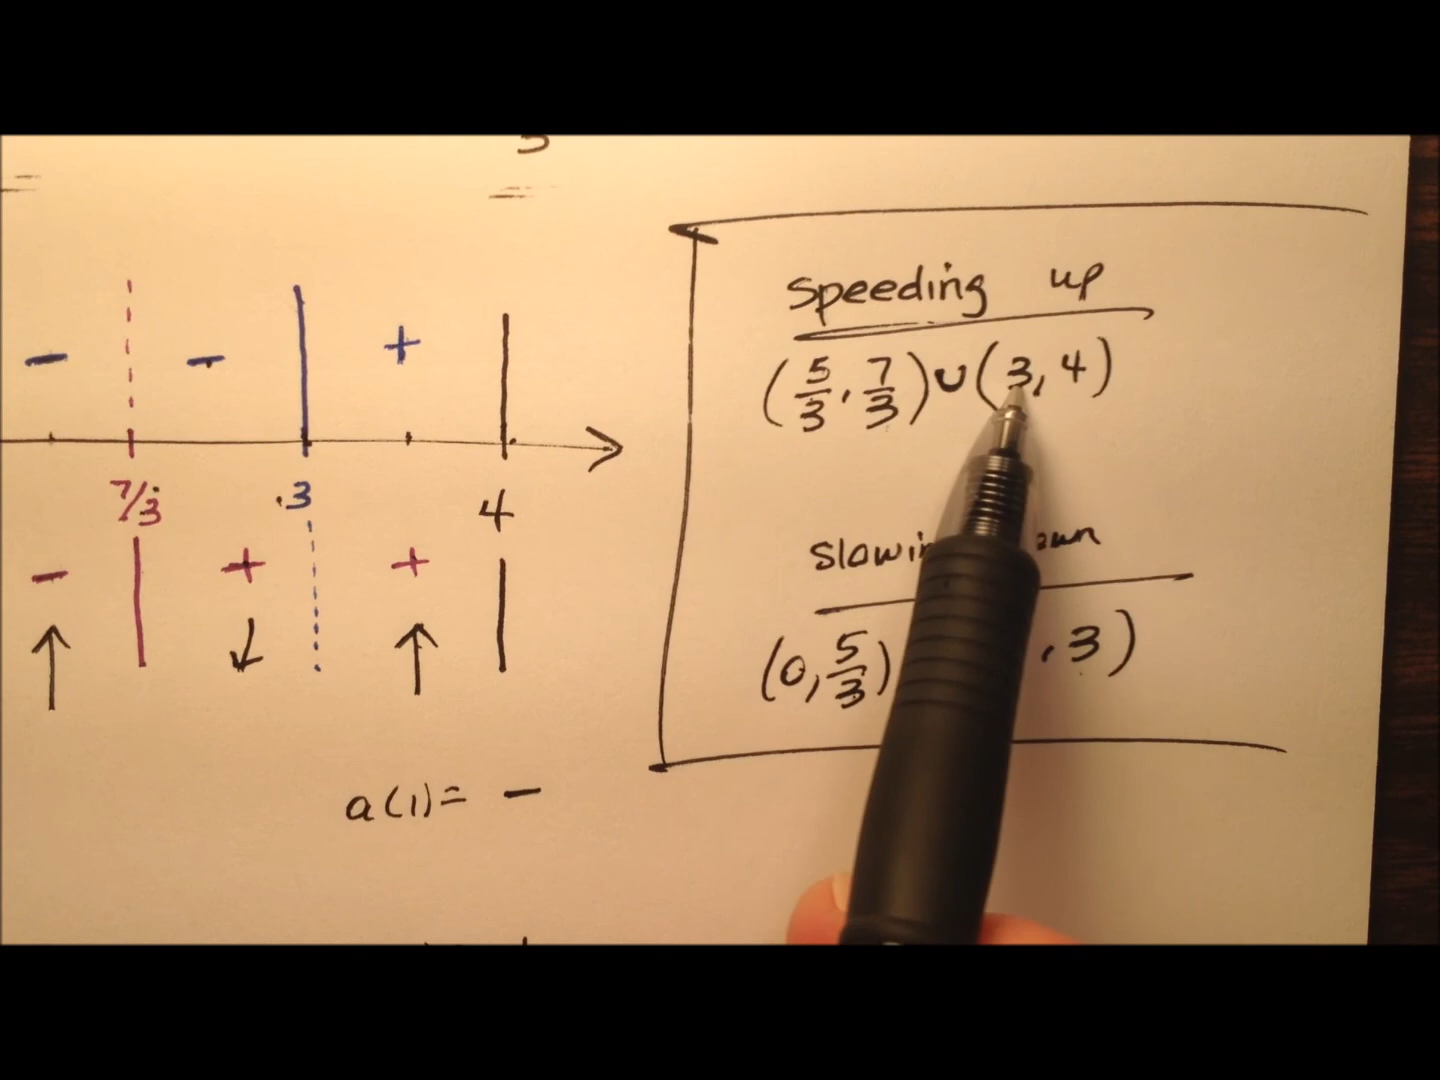 Speeding up
(5/3, 7/3) ∪ (3, 4)
- - +
7/3 .3 4
- + +
↑ ↓ ↑
(0, 5/3) , 3)
a(1) = -